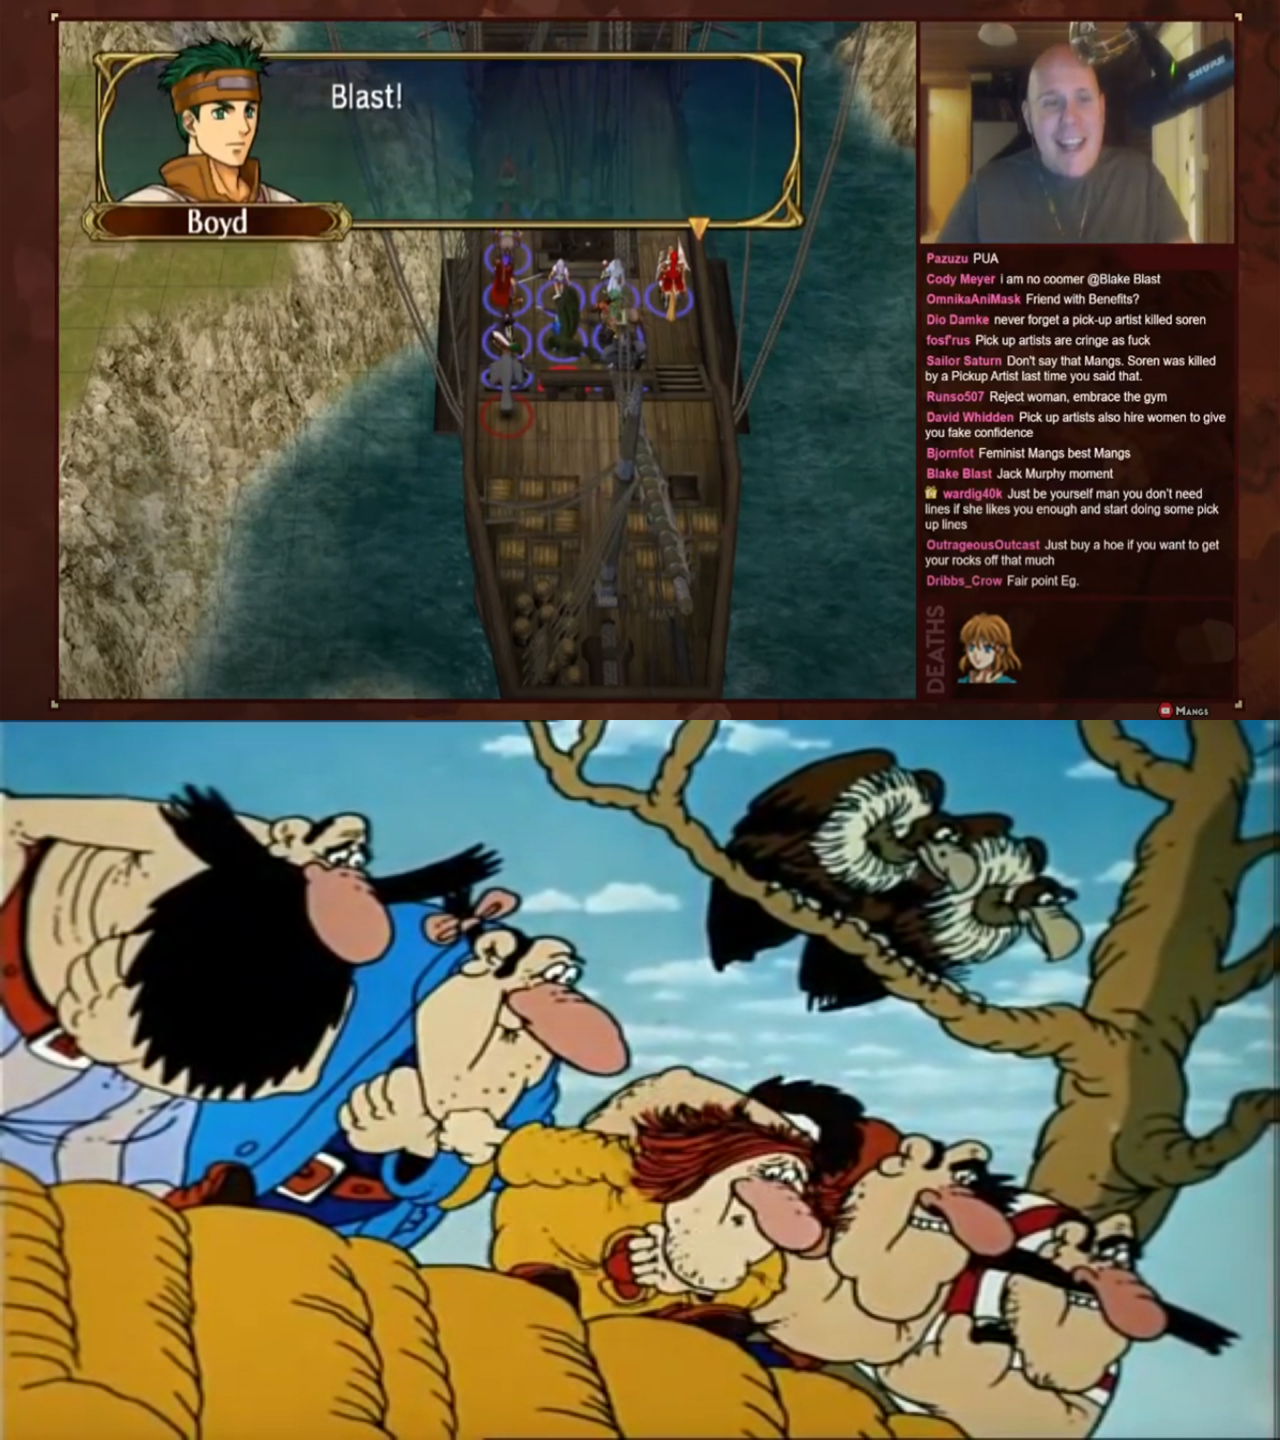 Blast!
Boyd
SHURE
Pazuzu PUA
Cody Meyer i am no coomer @Blake Blast
OmnikaAniMask Friend with Benefits?
Dio Damke never forget a pick-up artist killed soren
fosf'rus Pick up artists are cringe as fuck
Sailor Saturn Don't say that Mangs. Soren was killed
by a Pickup Artist last time you said that.
Runso507 Reject woman, embrace the gym
David Whidden Pick up artists also hire women to give
you fake confidence
Bjornfot Feminist Mangs best Mangs
Blake Blast Jack Murphy moment
wardig40k Just be yourself man you don't need
lines if she likes you enough and start doing some pick
up lines
OutrageousOutcast Just buy a hoe if you want to get
your rocks off that much
Dribbs_Crow Fair point Eg.
DEATHS
MANGS